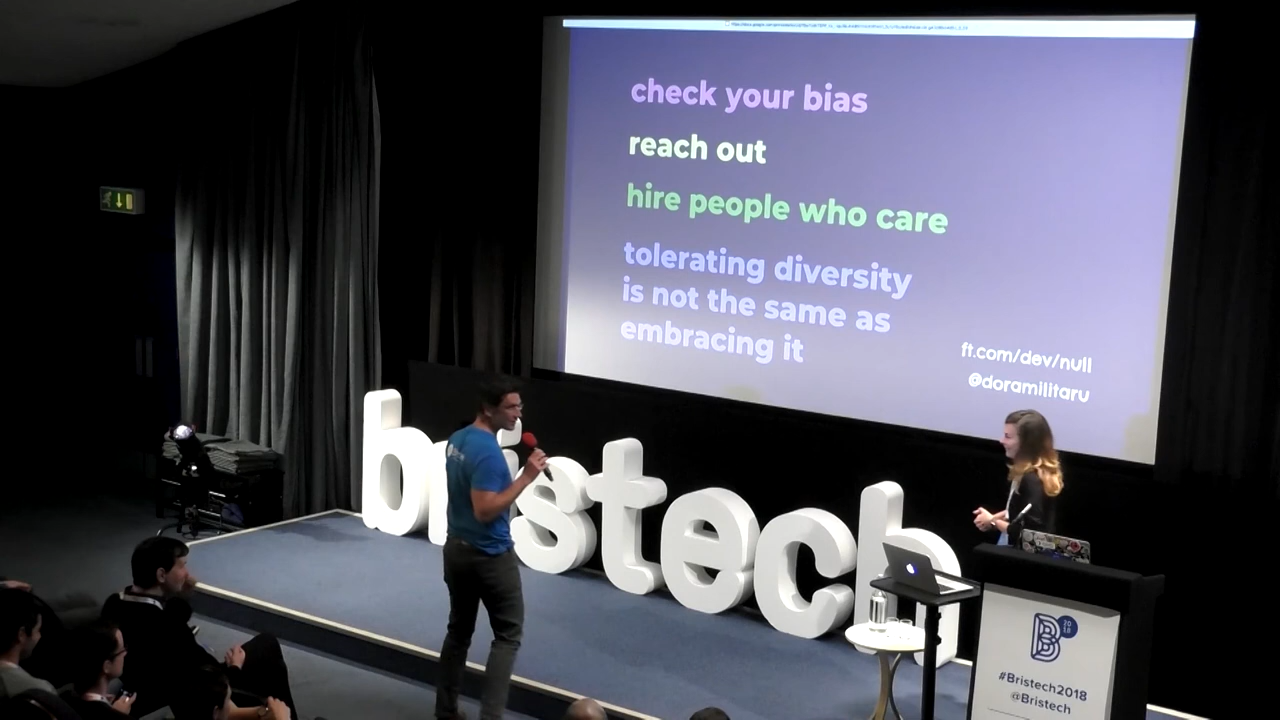 check your bias
reach out
hire people who care
tolerating diversity
is not the same as
embracing it
ft.com/dev/null
@doramilitaru
bristech
B
2018
#Bristech2018
@Bristech